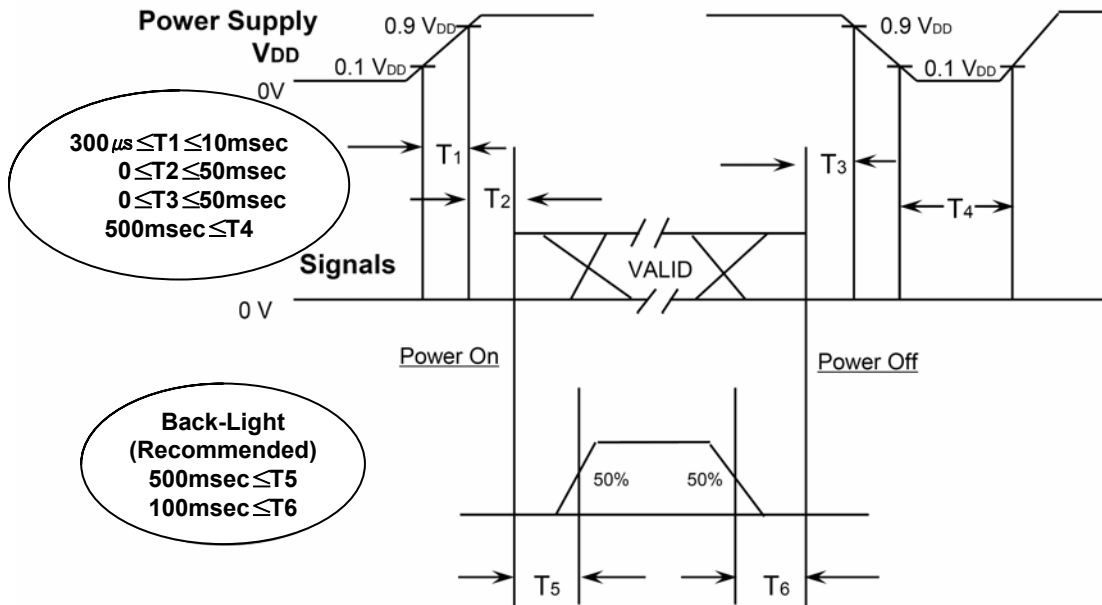 Power Supply
VDD
0.9 VDD
0.9 VDD
0.1 VDD
0.1 VDD
0V
300μs≤T1≤10msec
0≤T2≤50msec
0≤T3≤50msec
500msec≤T4
T1
T3
T2
T4
Signals
VALID
0 V
Power On
Power Off
Back-Light
(Recommended)
500msec≤T5
100msec≤T6
50%
50%
T5
T6